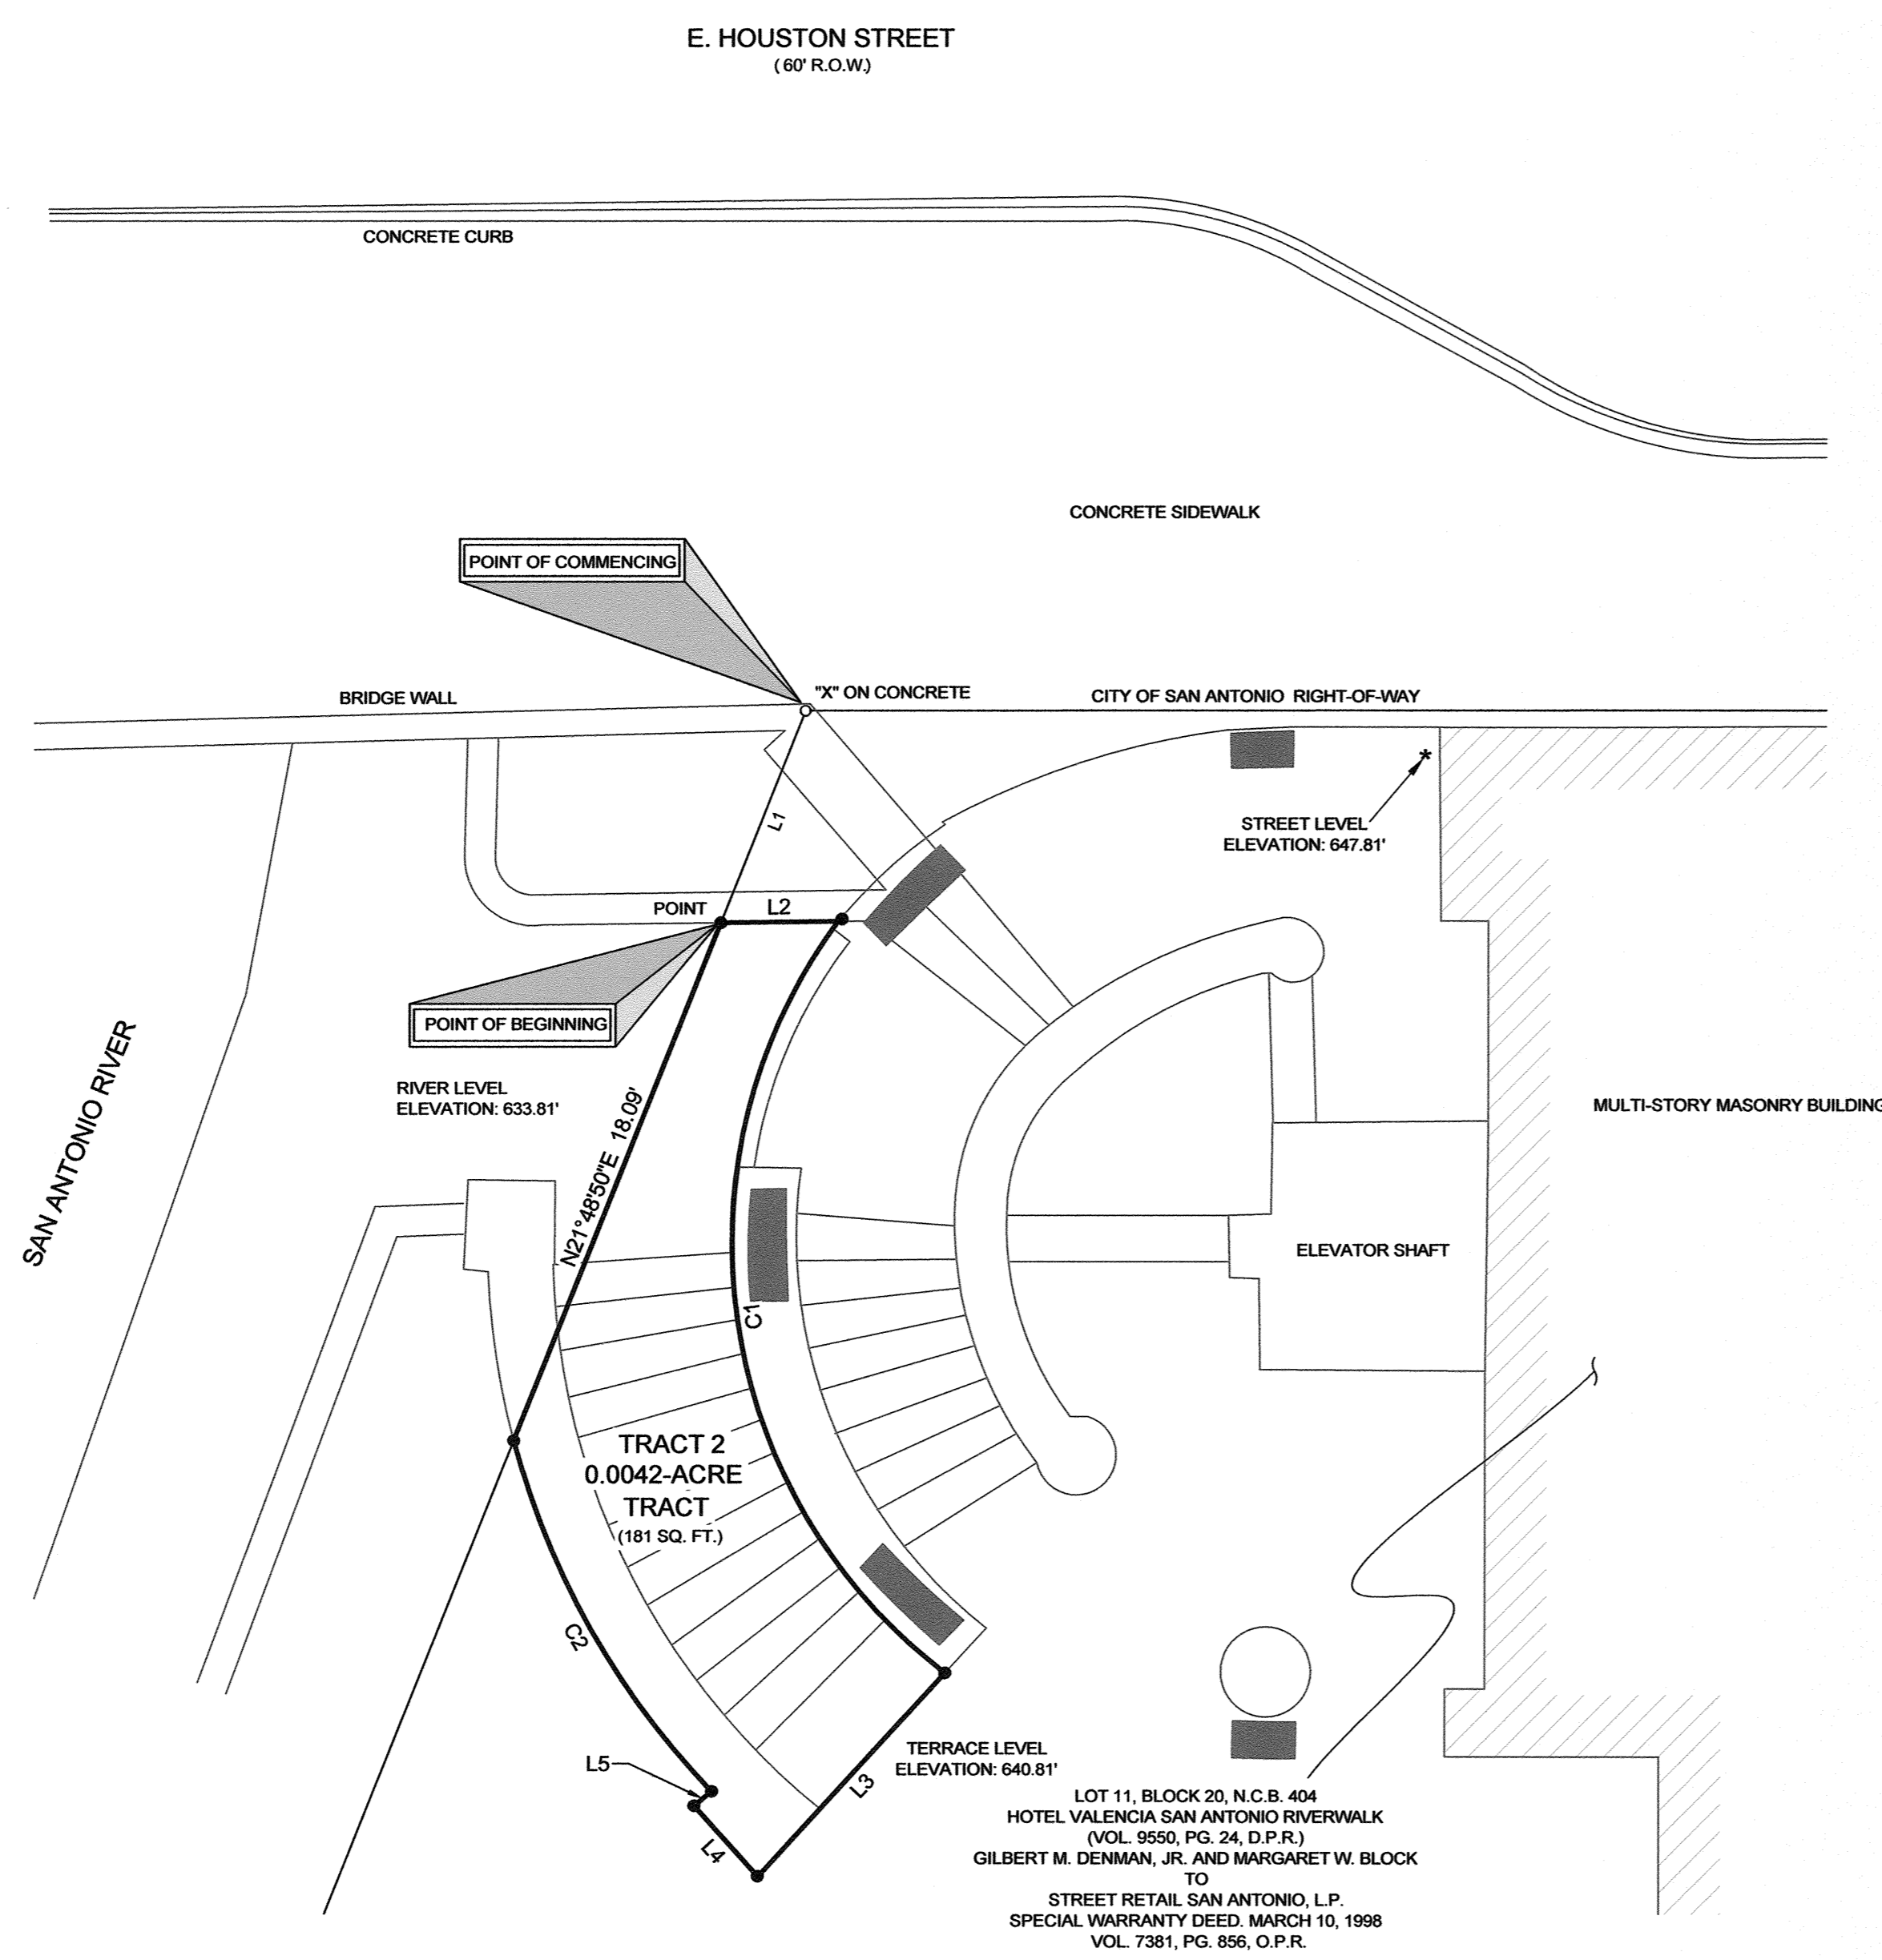 E. HOUSTON STREET
( 60' R.O.W.)
CONCRETE CURB
CONCRETE SIDEWALK
POINT OF COMMENCING
BRIDGE WALL
"X" ON CONCRETE
CITY OF SAN ANTONIO RIGHT-OF-WAY
L1
STREET LEVEL
ELEVATION: 647.81'
*
POINT
L2
POINT OF BEGINNING
RIVER LEVEL
ELEVATION: 633.81'
SAN ANTONIO RIVER
N21°48'50"E 18.09'
MULTI-STORY MASONRY BUILDING
ELEVATOR SHAFT
C1
TRACT 2
0.0042-ACRE
TRACT
(181 SQ. FT.)
C2
L5
L4
L3
TERRACE LEVEL
ELEVATION: 640.81'
LOT 11, BLOCK 20, N.C.B. 404
HOTEL VALENCIA SAN ANTONIO RIVERWALK
(VOL. 9550, PG. 24, D.P.R.)
GILBERT M. DENMAN, JR. AND MARGARET W. BLOCK
TO
STREET RETAIL SAN ANTONIO, L.P.
SPECIAL WARRANTY DEED. MARCH 10, 1998
VOL. 7381, PG. 856, O.P.R.